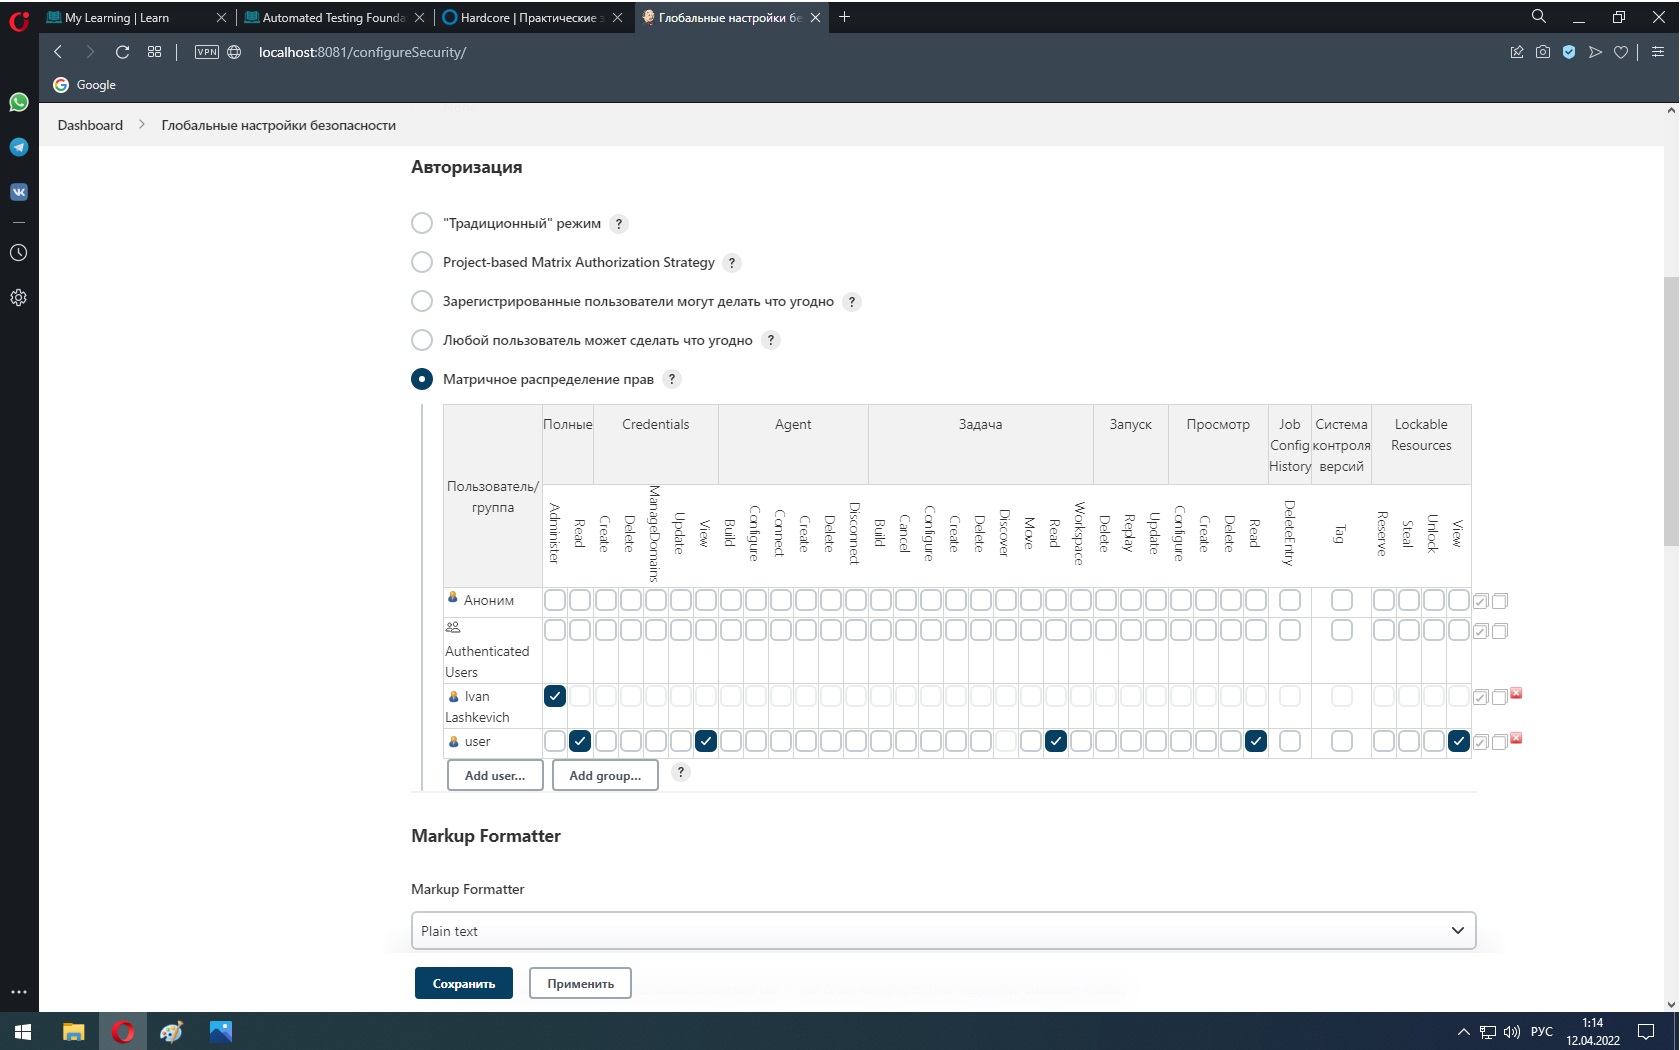 My Learning | Learn
Automated Testing Founda
Hardcore | Практические з
Глобальные настройки бе
VPN
localhost:8081/configureSecurity/
Google
Dashboard
Глобальные настройки безопасности
Авторизация
"Традиционный" режим ?
Project-based Matrix Authorization Strategy ?
Зарегистрированные пользователи могут делать что угодно ?
Любой пользователь может сделать что угодно ?
Матричное распределение прав ?
Пользователь/
группа
Полные
Credentials
Agent
Задача
Запуск
Просмотр
Job
Config
History
Система
контроля
версий
Lockable
Resources
Administer
Read
Create
Delete
ManageDomains
Update
View
Build
Configure
Connect
Create
Delete
Disconnect
Build
Cancel
Configure
Create
Delete
Discover
Move
Read
Workspace
Delete
Replay
Update
Configure
Create
Delete
Read
DeleteEntry
Tag
Reserve
Steal
Unlock
View
Аноним
Authenticated
Users
Ivan
Lashkevich
user
Add user...
Add group...
?
Markup Formatter
Markup Formatter
Plain text
Сохранить
Применить
РУС
1:14
12.04.2022